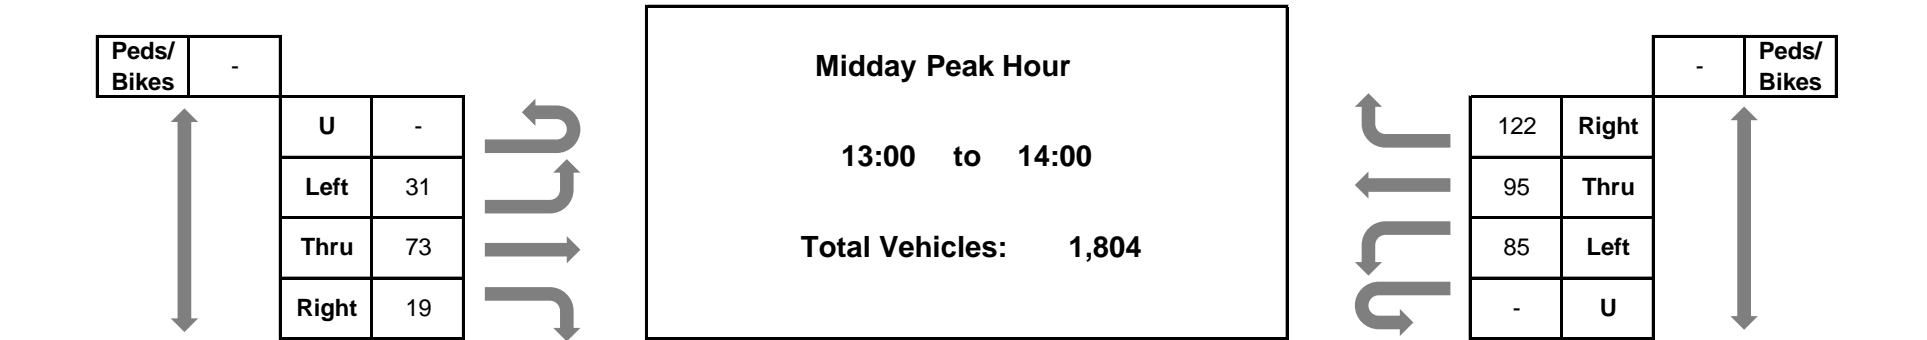 Peds/
Bikes
-
U -
Left 31
Thru 73
Right 19
Midday Peak Hour
13:00 to 14:00
Total Vehicles: 1,804
- Peds/
Bikes
122 Right
95 Thru
85 Left
- U